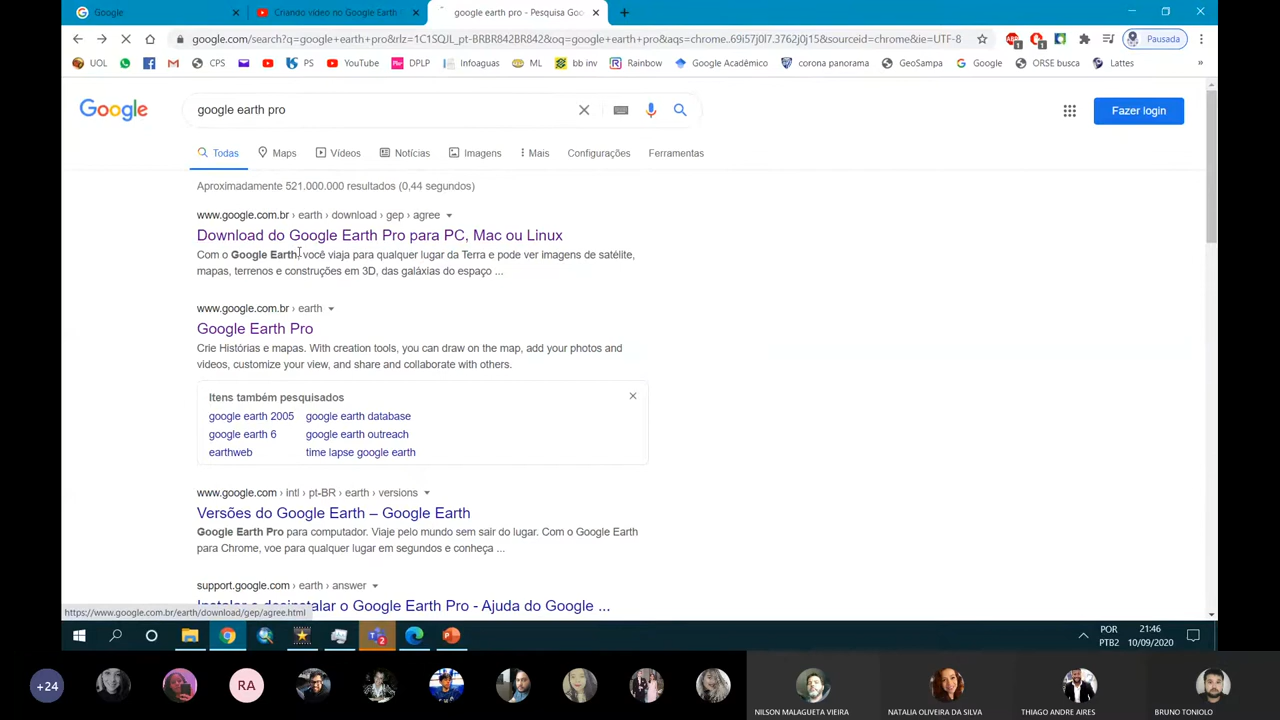 Google
Criando vídeo no Google Earth
google earth pro - Pesquisa Goo
google.com/search?q=google+earth+pro&rlz=1C1SQJL_pt-BRBR842BR842&oq=google+earth+pro&aqs=chrome..69i57j0l7.3762j0j15&sourceid=chrome&ie=UTF-8
Pausada
UOL
CPS
PS
YouTube
DPLP
Infoaguas
ML
bb inv
Rainbow
Google Acadêmico
corona panorama
GeoSampa
Google
ORSE busca
Lattes
»
Google
google earth pro
Fazer login
Todas
Maps
Vídeos
Notícias
Imagens
Mais
Configurações
Ferramentas
Aproximadamente 521.000.000 resultados (0,44 segundos)
www.google.com.br › earth › download › gep › agree
Download do Google Earth Pro para PC, Mac ou Linux
Com o Google Earth, você viaja para qualquer lugar da Terra e pode ver imagens de satélite,
mapas, terrenos e construções em 3D, das galáxias do espaço ...
www.google.com.br › earth
Google Earth Pro
Crie Histórias e mapas. With creation tools, you can draw on the map, add your photos and
videos, customize your view, and share and collaborate with others.
Itens também pesquisados
google earth 2005 google earth database
google earth 6 google earth outreach
earthweb time lapse google earth
www.google.com › intl › pt-BR › earth › versions
Versões do Google Earth – Google Earth
Google Earth Pro para computador. Viaje pelo mundo sem sair do lugar. Com o Google Earth
para Chrome, voe para qualquer lugar em segundos e conheça ...
support.google.com › earth › answer
Instalar e desinstalar o Google Earth Pro - Ajuda do Google ...
https://www.google.com.br/earth/download/gep/agree.html
POR
PTB2
21:46
10/09/2020
+24
RA
NILSON MALAGUETA VIEIRA
NATALIA OLIVEIRA DA SILVA
THIAGO ANDRE AIRES
BRUNO TONIOLO